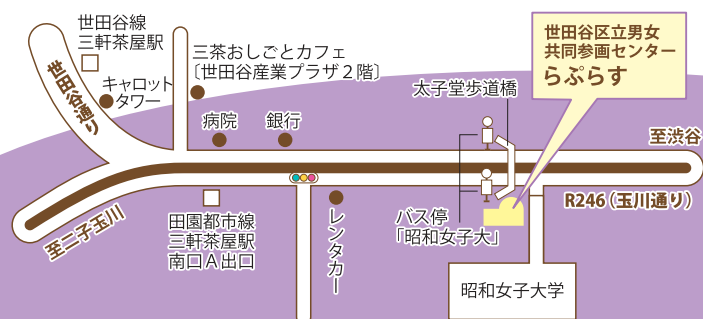 世田谷線
三軒茶屋駅
世田谷通り
キャロット
タワー
三茶おしごとカフェ
〔世田谷産業プラザ２階〕
病院
銀行
太子堂歩道橋
世田谷区立男女
共同参画センター
らぷらす
至渋谷
R246（玉川通り）
至二子玉川
田園都市線
三軒茶屋駅
南口Ａ出口
レンタカー
バス停
「昭和女子大」
昭和女子大学